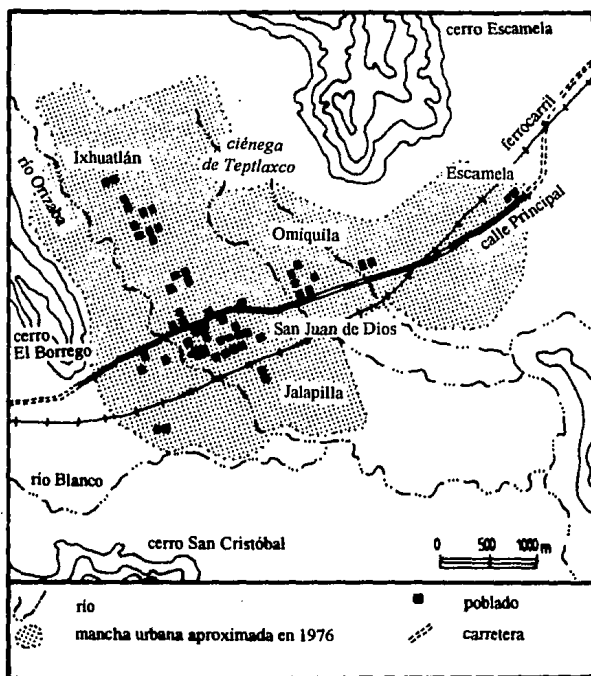 cerro Escamela
ferrocarril
Ixhuatlán
ciénega
de Teptlaxco
Escamela
río Orizaba
calle Principal
Omiquila
San Juan de Dios
cerro
El Borrego
Jalapilla
río Blanco
cerro San Cristóbal
0 500 1000 m
río
poblado
mancha urbana aproximada en 1976
carretera